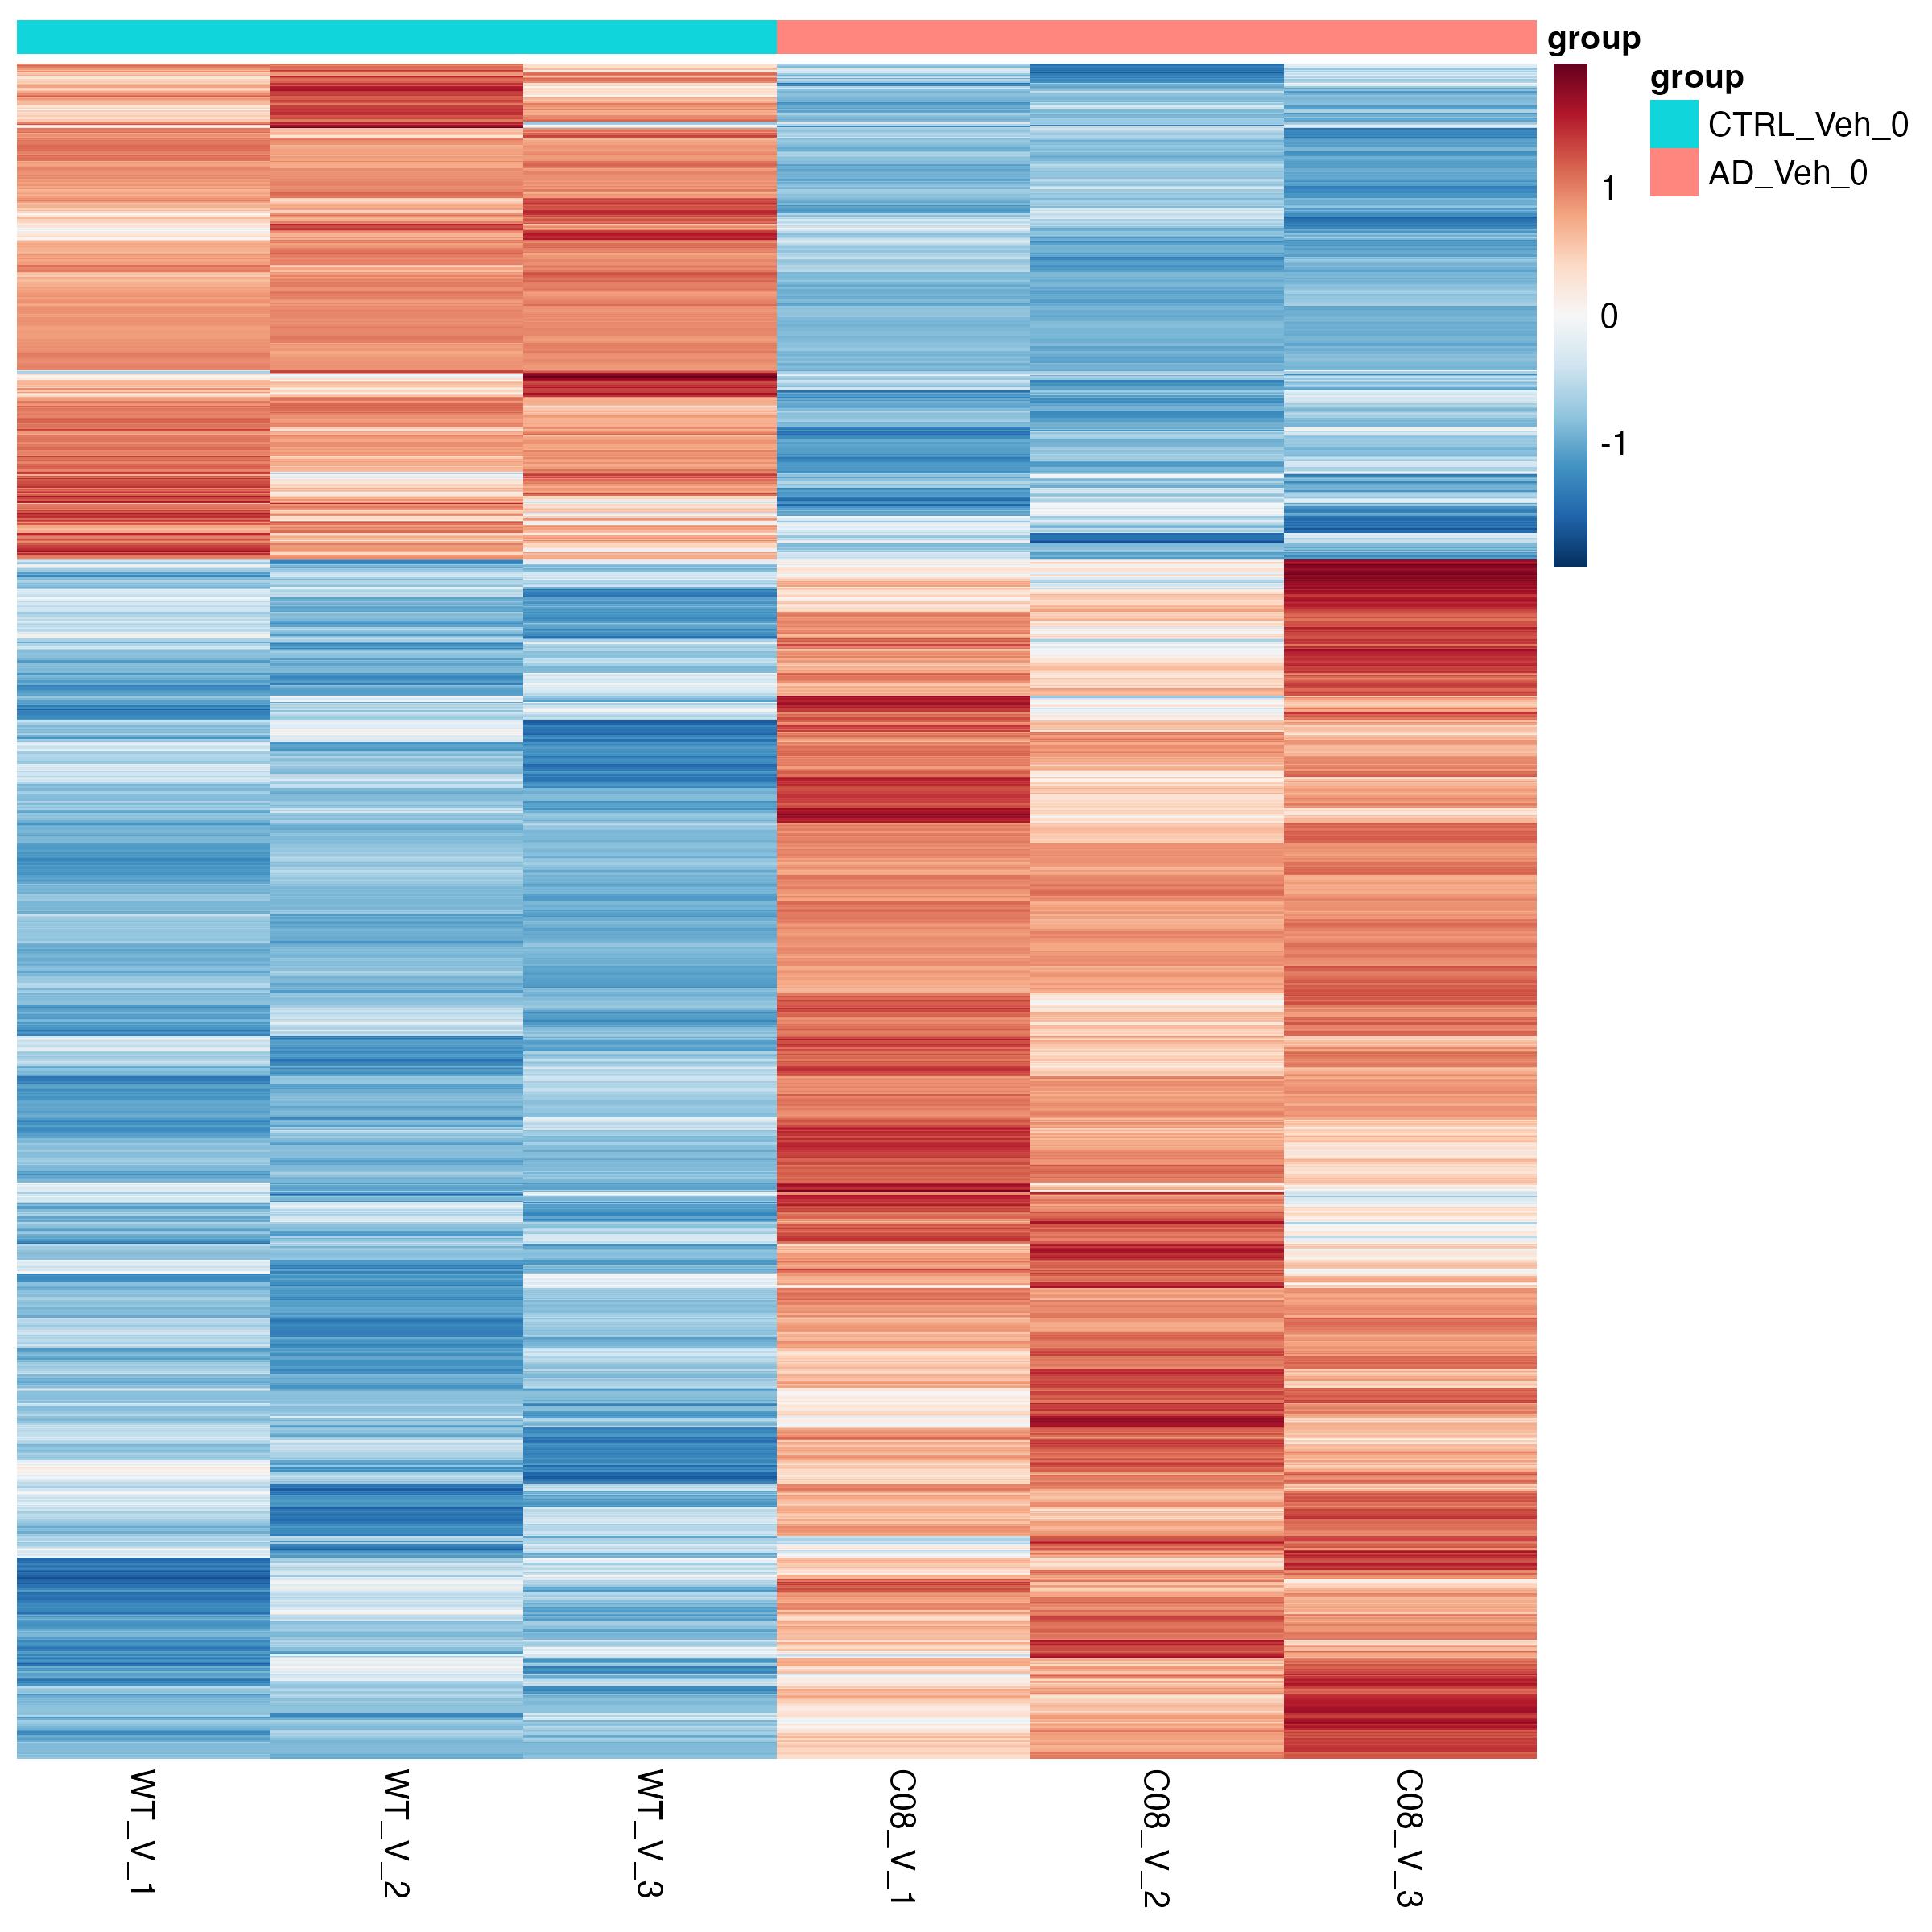 group
group
CTRL_Veh_0
AD_Veh_0
1
0
-1
WT_V_1
WT_V_2
WT_V_3
C08_V_1
C08_V_2
C08_V_3